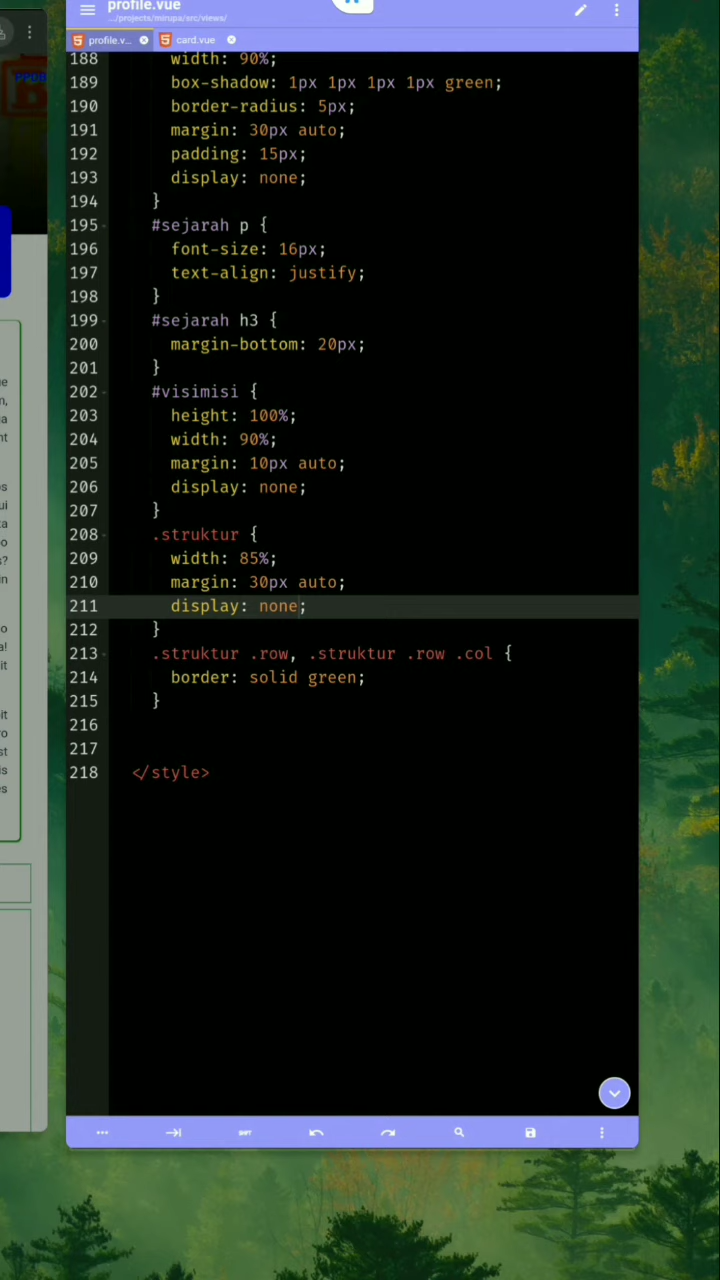 profile.vue
.../projects/mirupa/src/views/
profile.v...
card.vue
188 width: 90%;
189 box-shadow: 1px 1px 1px 1px green;
190 border-radius: 5px;
191 margin: 30px auto;
192 padding: 15px;
193 display: none;
194 }
195 #sejarah p {
196 font-size: 16px;
197 text-align: justify;
198 }
199 #sejarah h3 {
200 margin-bottom: 20px;
201 }
202 #visimisi {
203 height: 100%;
204 width: 90%;
205 margin: 10px auto;
206 display: none;
207 }
208 .struktur {
209 width: 85%;
210 margin: 30px auto;
211 display: none;
212 }
213 .struktur .row, .struktur .row .col {
214 border: solid green;
215 }
216
217
218 </style>